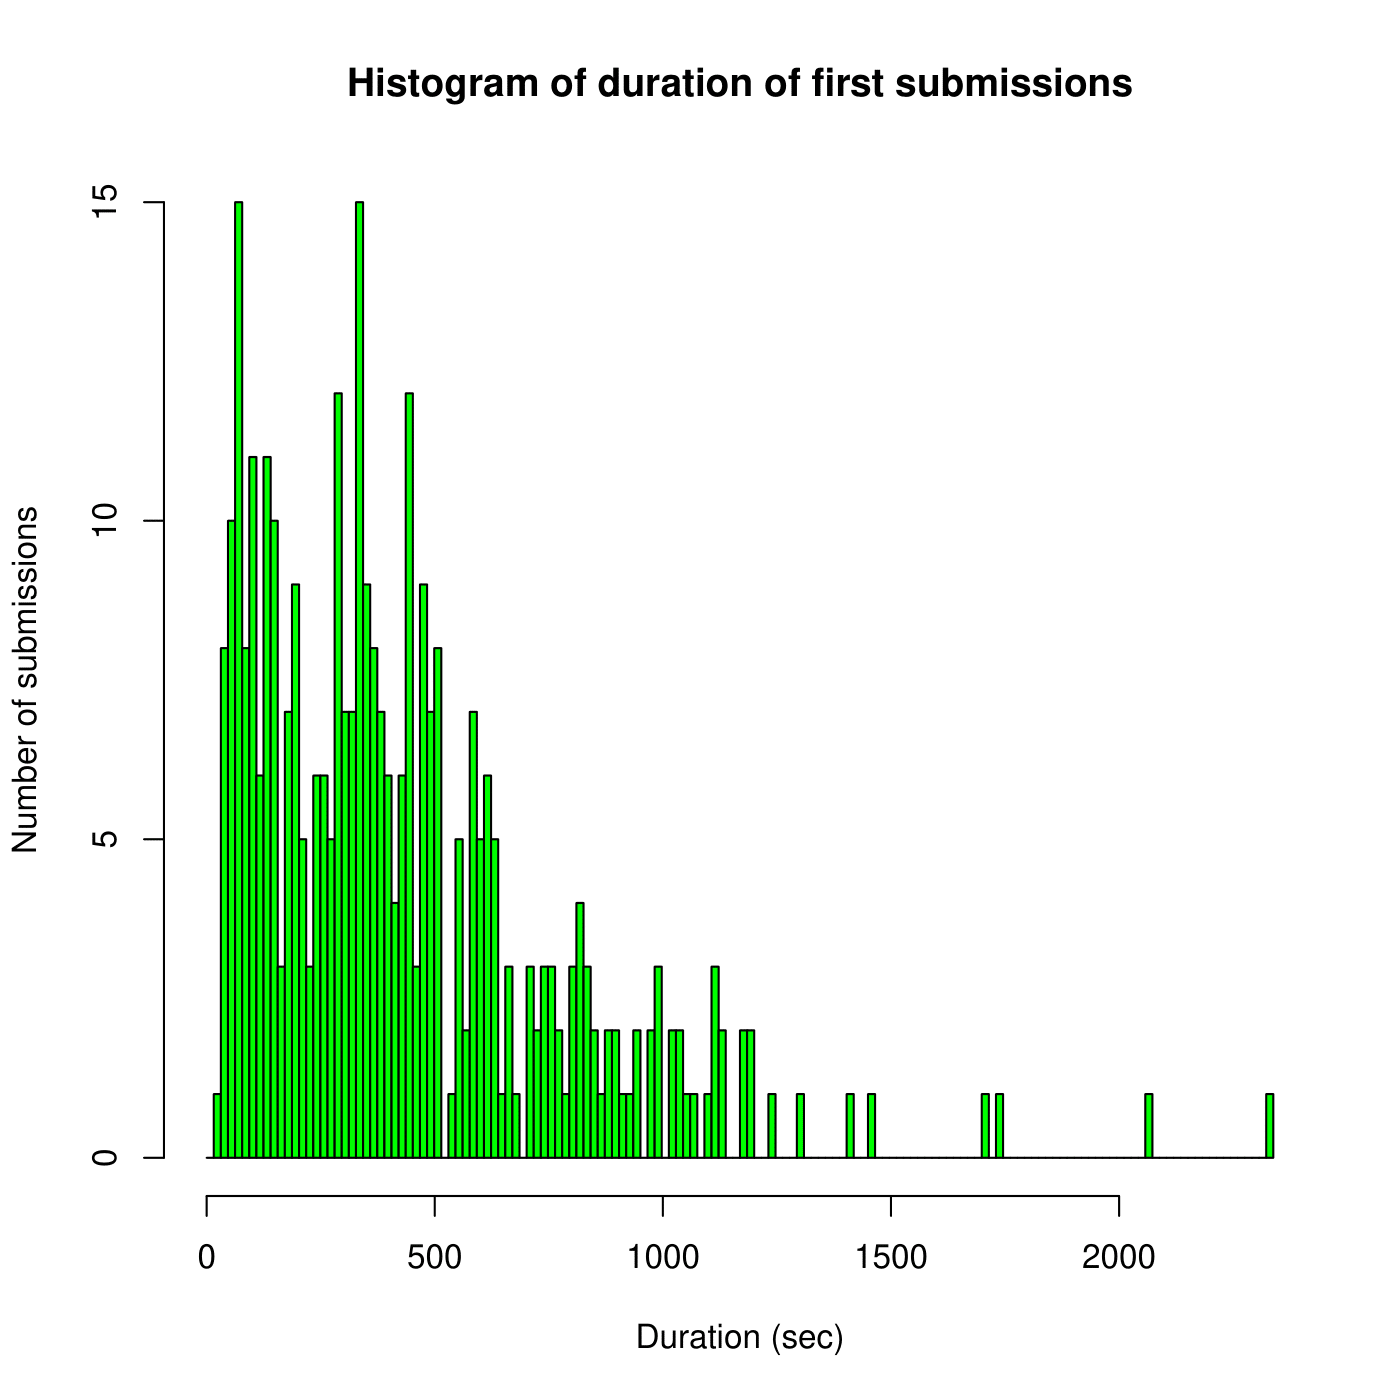 Histogram of duration of first submissions
Number of submissions
15
10
5
0
0 500 1000 1500 2000
Duration (sec)